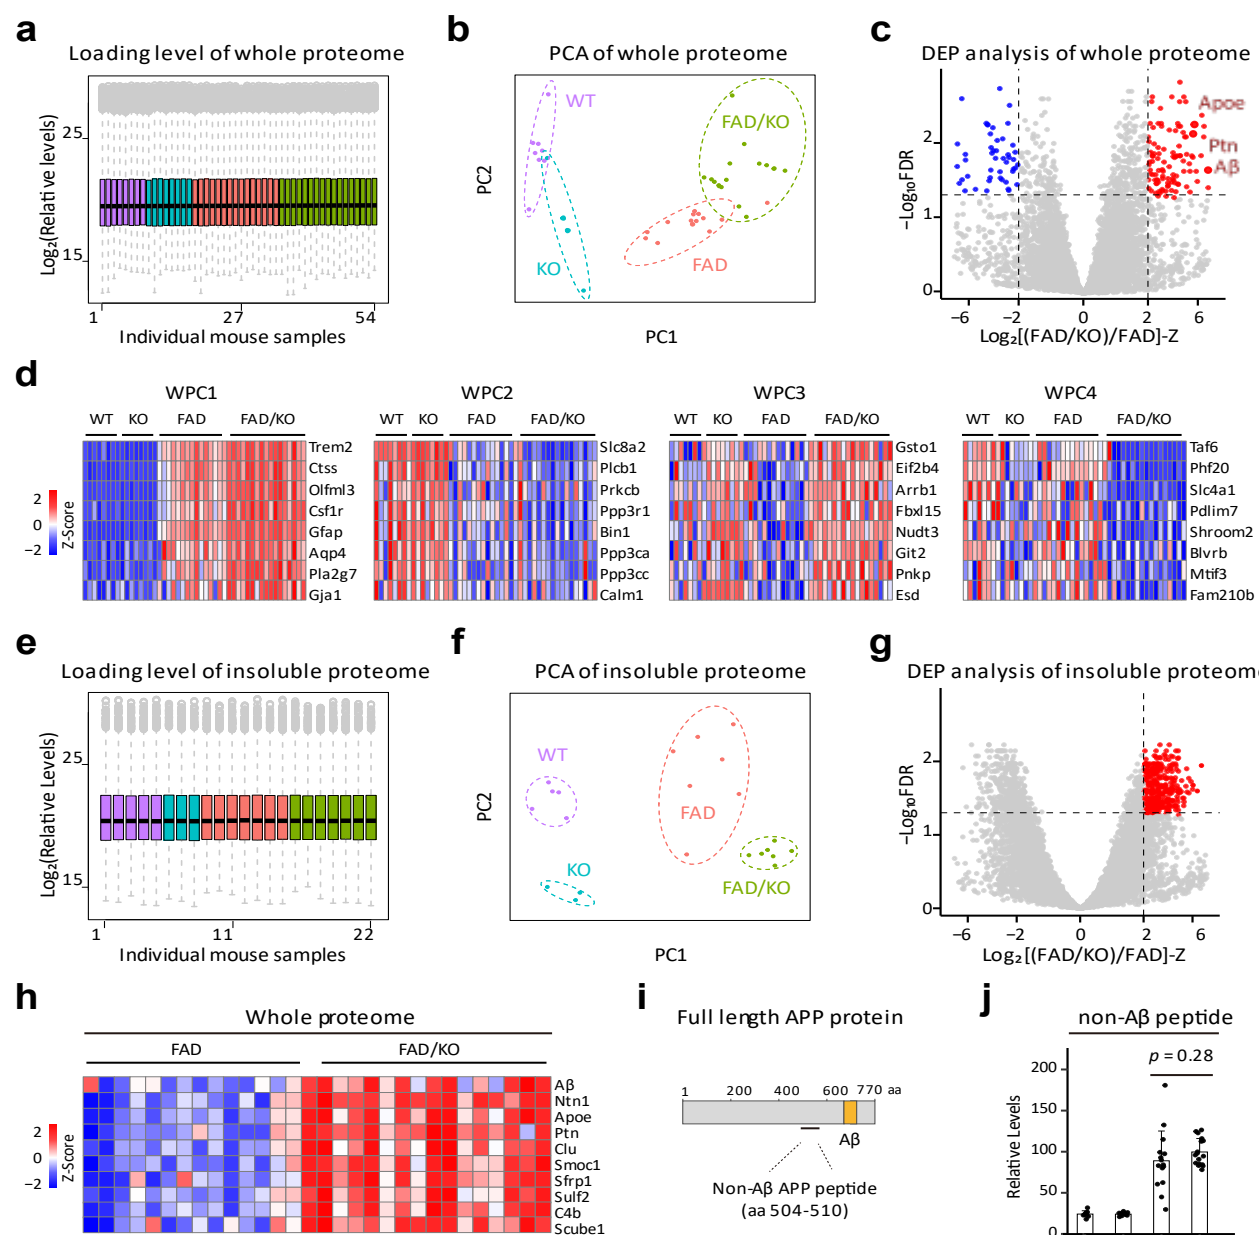 a
Loading level of whole proteome
Log₂(Relative levels)
25
15
1 27 54
Individual mouse samples
b
PCA of whole proteome
WT
FAD/KO
KO
FAD
PC2
PC1
c
DEP analysis of whole proteome
Apoe
Ptn
Aβ
−Log₁₀FDR
2
1
0
−6 −2 0 2 6
Log₂[(FAD/KO)/FAD]-Z
d
WPC1
WT KO FAD FAD/KO
Trem2
Ctss
Olfml3
Csf1r
Gfap
Aqp4
Pla2g7
Gja1
2
0
−2
Z-Score
WPC2
WT KO FAD FAD/KO
Slc8a2
Plcb1
Prkcb
Ppp3r1
Bin1
Ppp3ca
Ppp3cc
Calm1
WPC3
WT KO FAD FAD/KO
Gsto1
Eif2b4
Arrb1
Fbxl15
Nudt3
Git2
Pnkp
Esd
WPC4
WT KO FAD FAD/KO
Taf6
Phf20
Slc4a1
Pdlim7
Shroom2
Blvrb
Mtif3
Fam210b
e
Loading level of insoluble proteome
Log₂(Relative Levels)
25
15
1 11 22
Individual mouse samples
f
PCA of insoluble proteome
WT
FAD
KO
FAD/KO
PC2
PC1
g
DEP analysis of insoluble proteome
−Log₁₀FDR
2
1
0
−6 −2 0 2 6
Log₂[(FAD/KO)/FAD]-Z
h
Whole proteome
FAD FAD/KO
Aβ
Ntn1
Apoe
Ptn
Clu
Smoc1
Sfrp1
Sulf2
C4b
Scube1
2
0
−2
Z-Score
i
Full length APP protein
1 200 400 600 770 aa
Aβ
Non-Aβ APP peptide
(aa 504-510)
j
non-Aβ peptide
p = 0.28
Relative Levels
200
150
100
50
0